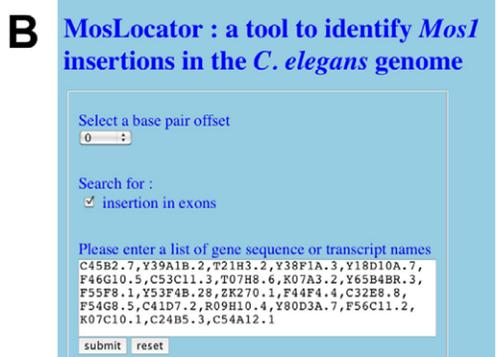 B
MosLocator : a tool to identify Mos1
insertions in the C. elegans genome
Select a base pair offset
0
Search for :
insertion in exons
Please enter a list of gene sequence or transcript names
C45B2.7,Y39A1B.2,T21H3.2,Y38F1A.3,Y18D10A.7,
F46G10.5,C53C11.3,T07H8.6,K07A3.2,Y65B4BR.3,
F55F8.1,Y53F4B.28,ZK270.1,F44F4.4,C32E8.8,
F54G8.5,C41D7.2,R09H10.4,Y80D3A.7,F56C11.2,
K07C10.1,C24B5.3,C54A12.1
submit reset